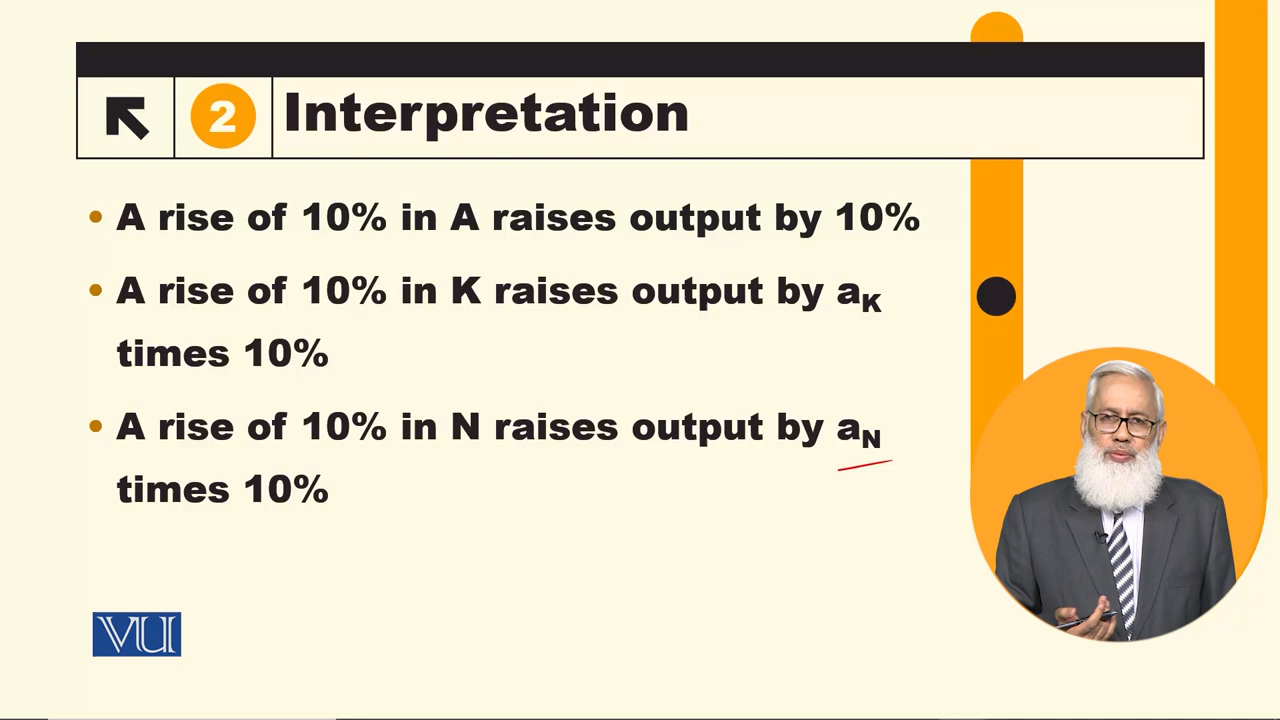 2 Interpretation
• A rise of 10% in A raises output by 10%
• A rise of 10% in K raises output by aK
times 10%
• A rise of 10% in N raises output by aN
times 10%
VU